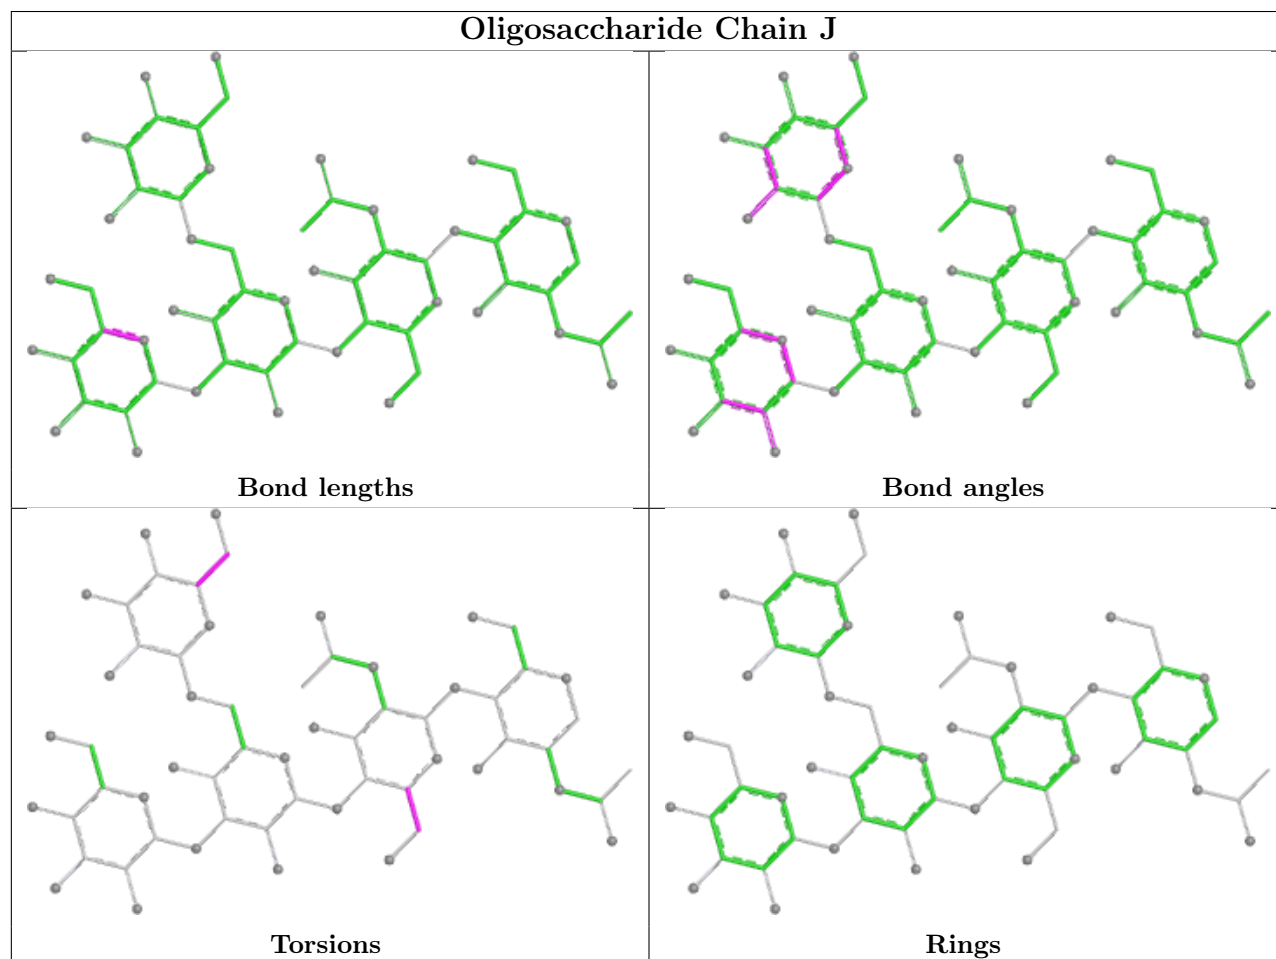 Oligosaccharide Chain J
Bond lengths
Bond angles
Torsions
Rings